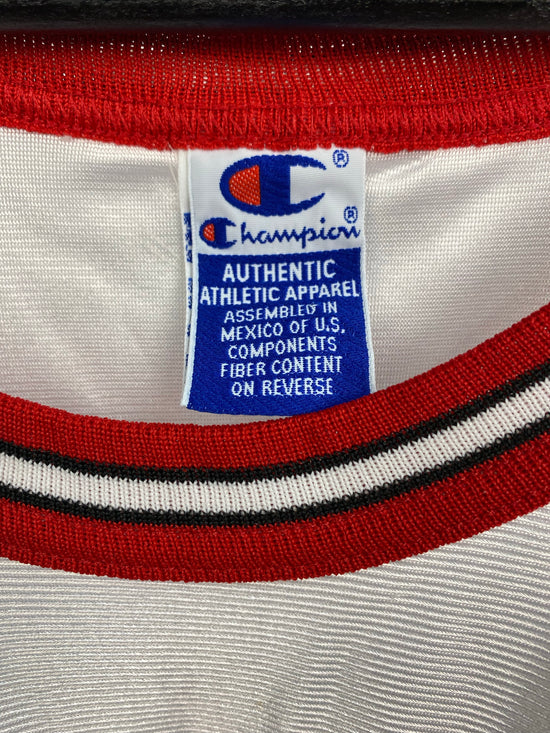 ®
Champion®
AUTHENTIC
ATHLETIC APPAREL
ASSEMBLED IN
MEXICO OF U.S.
COMPONENTS
FIBER CONTENT
ON REVERSE